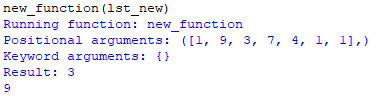 new_function(lst_new)
Running function: new_function
Positional arguments: ([1, 9, 3, 7, 4, 1, 1],)
Keyword arguments: {}
Result: 3
9